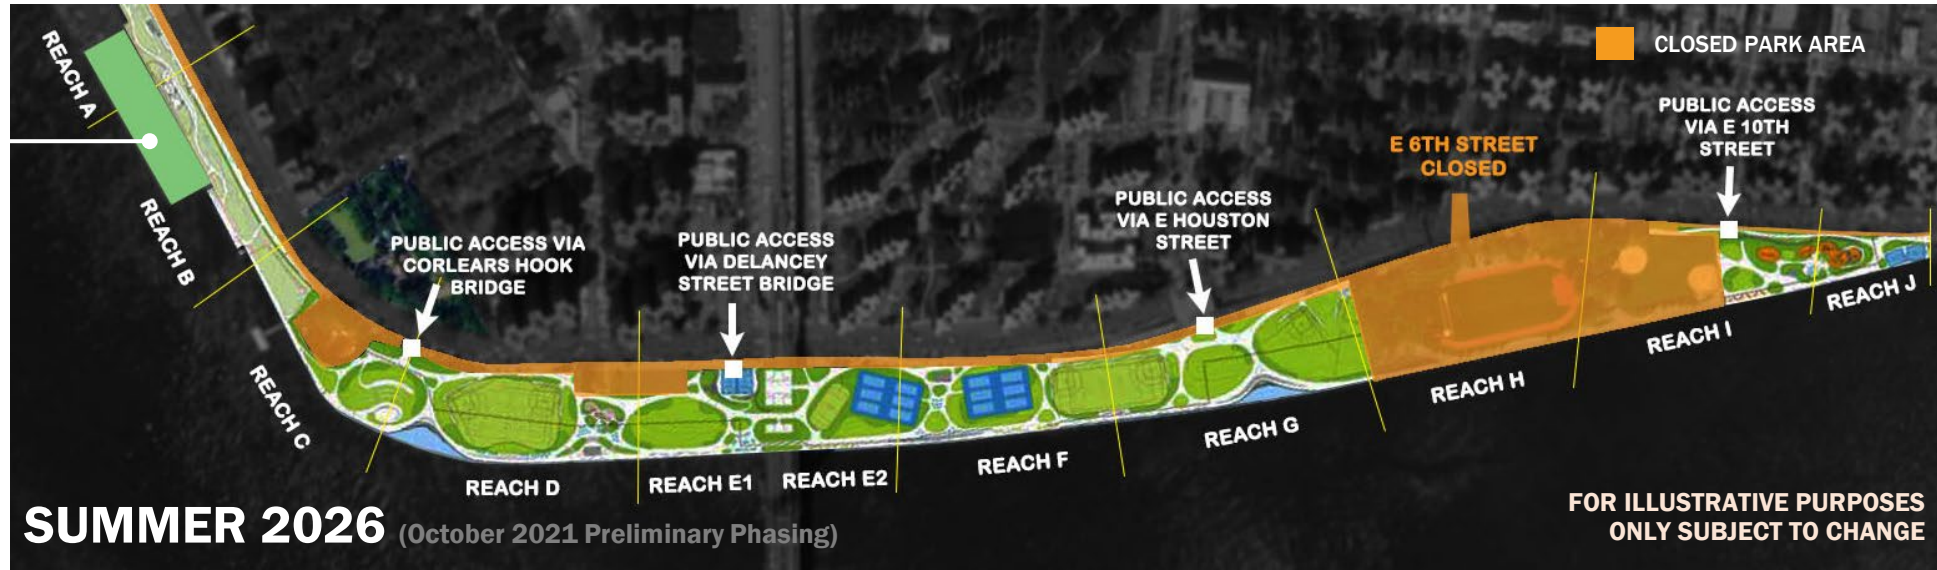 CLOSED PARK AREA
REACH A
PUBLIC ACCESS
VIA E 10TH
STREET
E 6TH STREET
CLOSED
PUBLIC ACCESS
VIA E HOUSTON
STREET
REACH B
PUBLIC ACCESS VIA
CORLEARS HOOK
BRIDGE
PUBLIC ACCESS
VIA DELANCEY
STREET BRIDGE
REACH C
REACH D
REACH E1
REACH E2
REACH F
REACH G
REACH H
REACH I
REACH J
SUMMER 2026 (October 2021 Preliminary Phasing)
FOR ILLUSTRATIVE PURPOSES
ONLY SUBJECT TO CHANGE